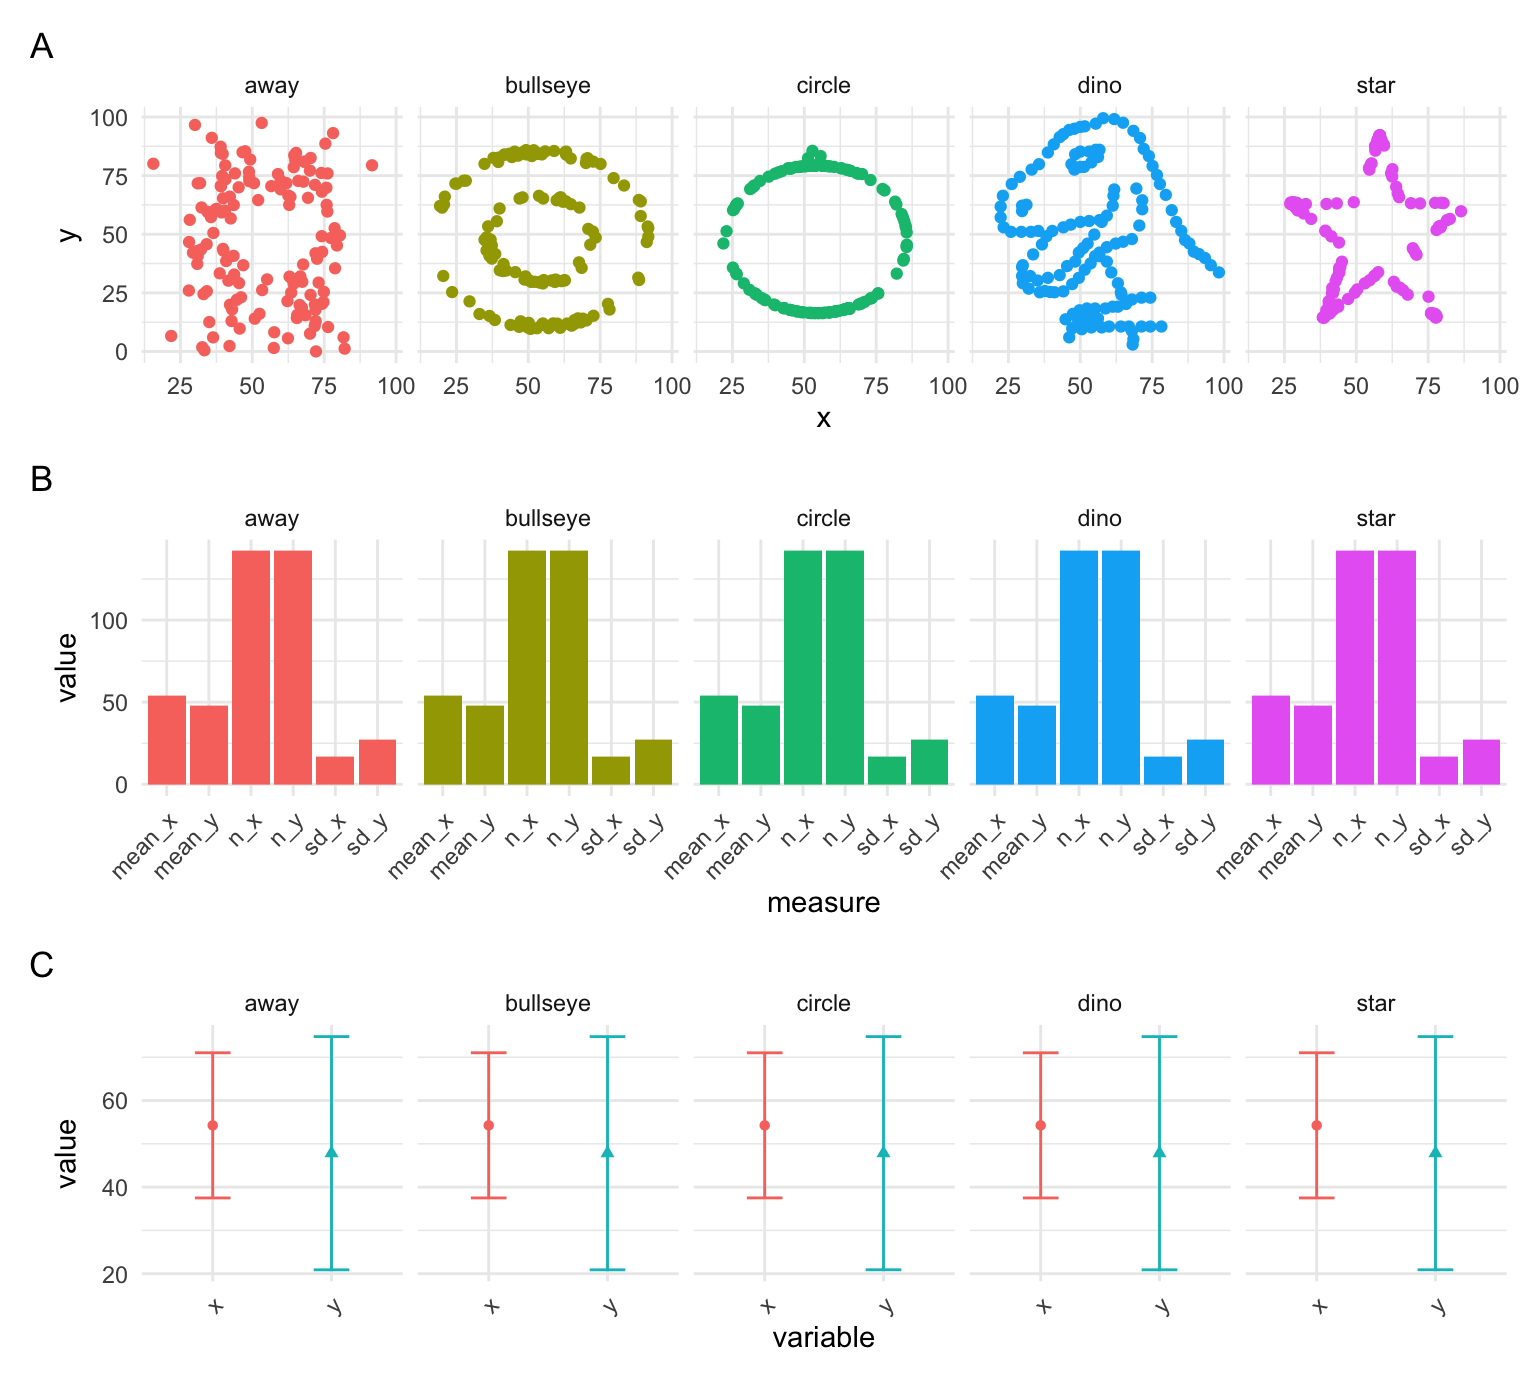 A
away bullseye circle dino star
100
75
50
25
0
y
25 50 75 100 25 50 75 100 25 50 75 100 25 50 75 100 25 50 75 100
x
B
away bullseye circle dino star
100
50
0
value
mean_x mean_y n_x n_y sd_x sd_y mean_x mean_y n_x n_y sd_x sd_y mean_x mean_y n_x n_y sd_x sd_y mean_x mean_y n_x n_y sd_x sd_y mean_x mean_y n_x n_y sd_x sd_y
measure
C
away bullseye circle dino star
60
40
20
value
x y x y x y x y x y
variable